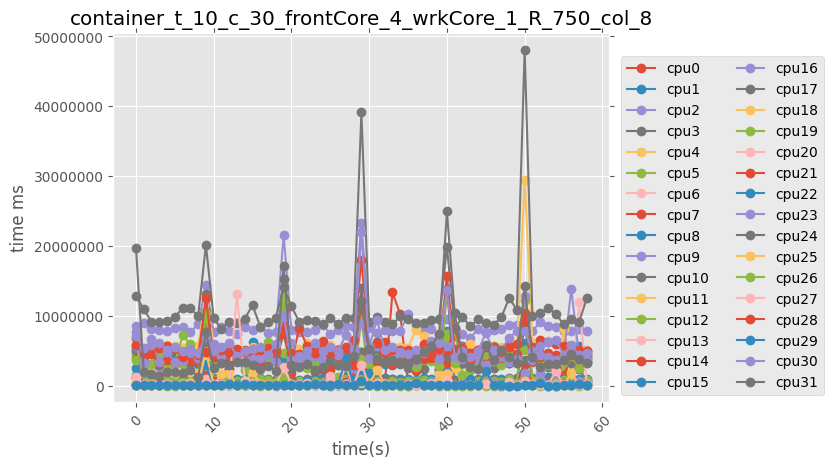 container_t_10_c_30_frontCore_4_wrkCore_1_R_750_col_8
50000000
40000000
30000000
20000000
10000000
0
time ms
0
10
20
30
40
50
60
time(s)
cpu0
cpu1
cpu2
cpu3
cpu4
cpu5
cpu6
cpu7
cpu8
cpu9
cpu10
cpu11
cpu12
cpu13
cpu14
cpu15
cpu16
cpu17
cpu18
cpu19
cpu20
cpu21
cpu22
cpu23
cpu24
cpu25
cpu26
cpu27
cpu28
cpu29
cpu30
cpu31